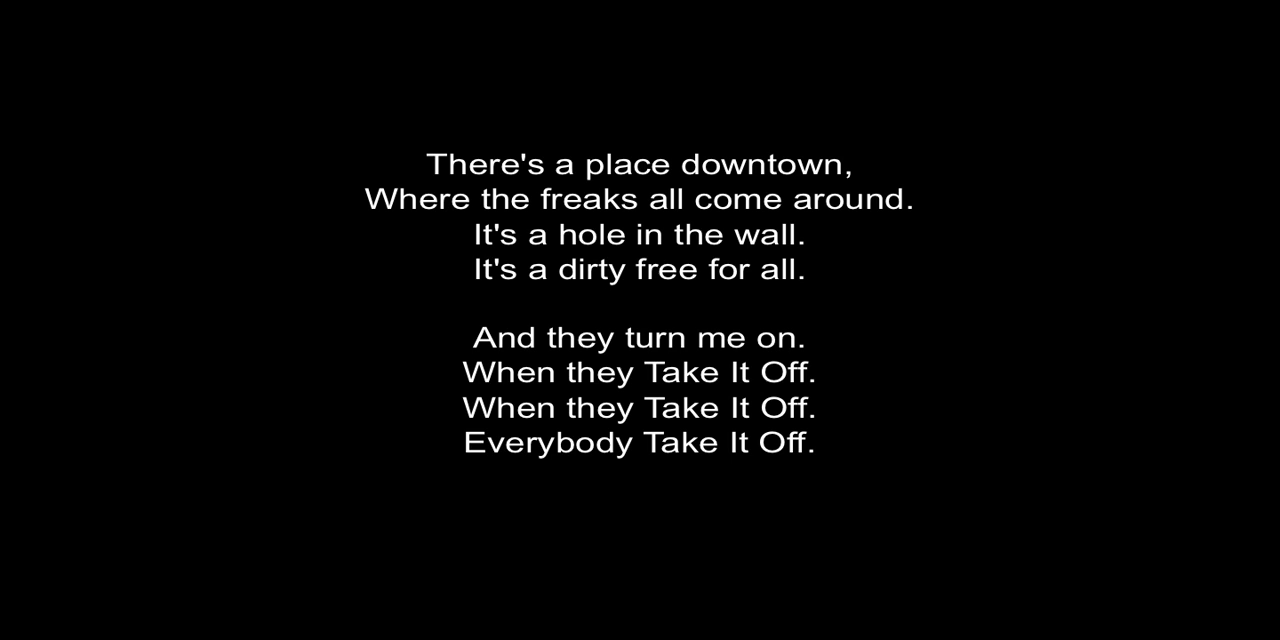 There's a place downtown,
Where the freaks all come around.
It's a hole in the wall.
It's a dirty free for all.
And they turn me on.
When they Take It Off.
When they Take It Off.
Everybody Take It Off.